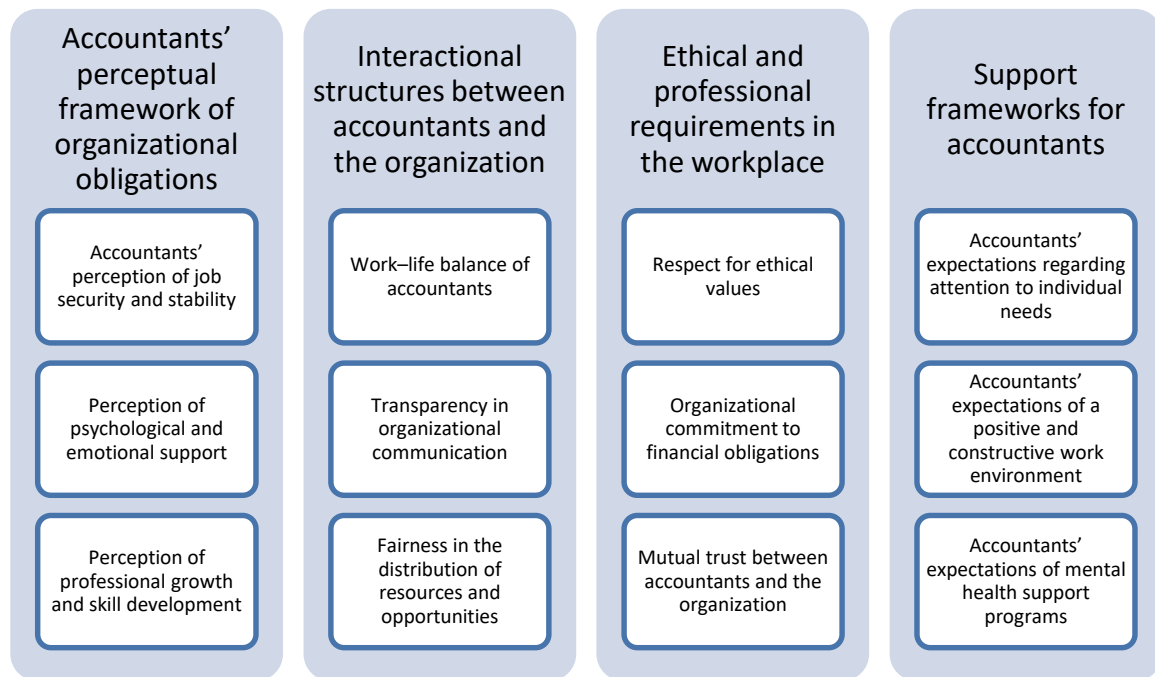 Accountants’
perceptual
framework of
organizational
obligations
Accountants’
perception of job
security and stability
Perception of
psychological and
emotional support
Perception of
professional growth
and skill development
Interactional
structures between
accountants and
the organization
Work–life balance of
accountants
Transparency in
organizational
communication
Fairness in the
distribution of
resources and
opportunities
Ethical and
professional
requirements in
the workplace
Respect for ethical
values
Organizational
commitment to
financial obligations
Mutual trust between
accountants and the
organization
Support
frameworks for
accountants
Accountants’
expectations regarding
attention to individual
needs
Accountants’
expectations of a
positive and
constructive work
environment
Accountants’
expectations of mental
health support
programs